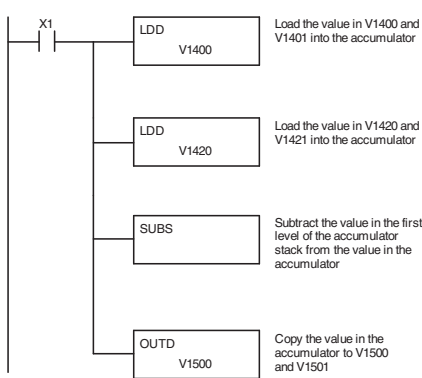 X1
LDD
V1400
Load the value in V1400 and
V1401 into the accumulator
LDD
V1420
Load the value in V1420 and
V1421 into the accumulator
SUBS
Subtract the value in the first
level of the accumulator
stack from the value in the
accumulator
OUTD
V1500
Copy the value in the
accumulator to V1500
and V1501